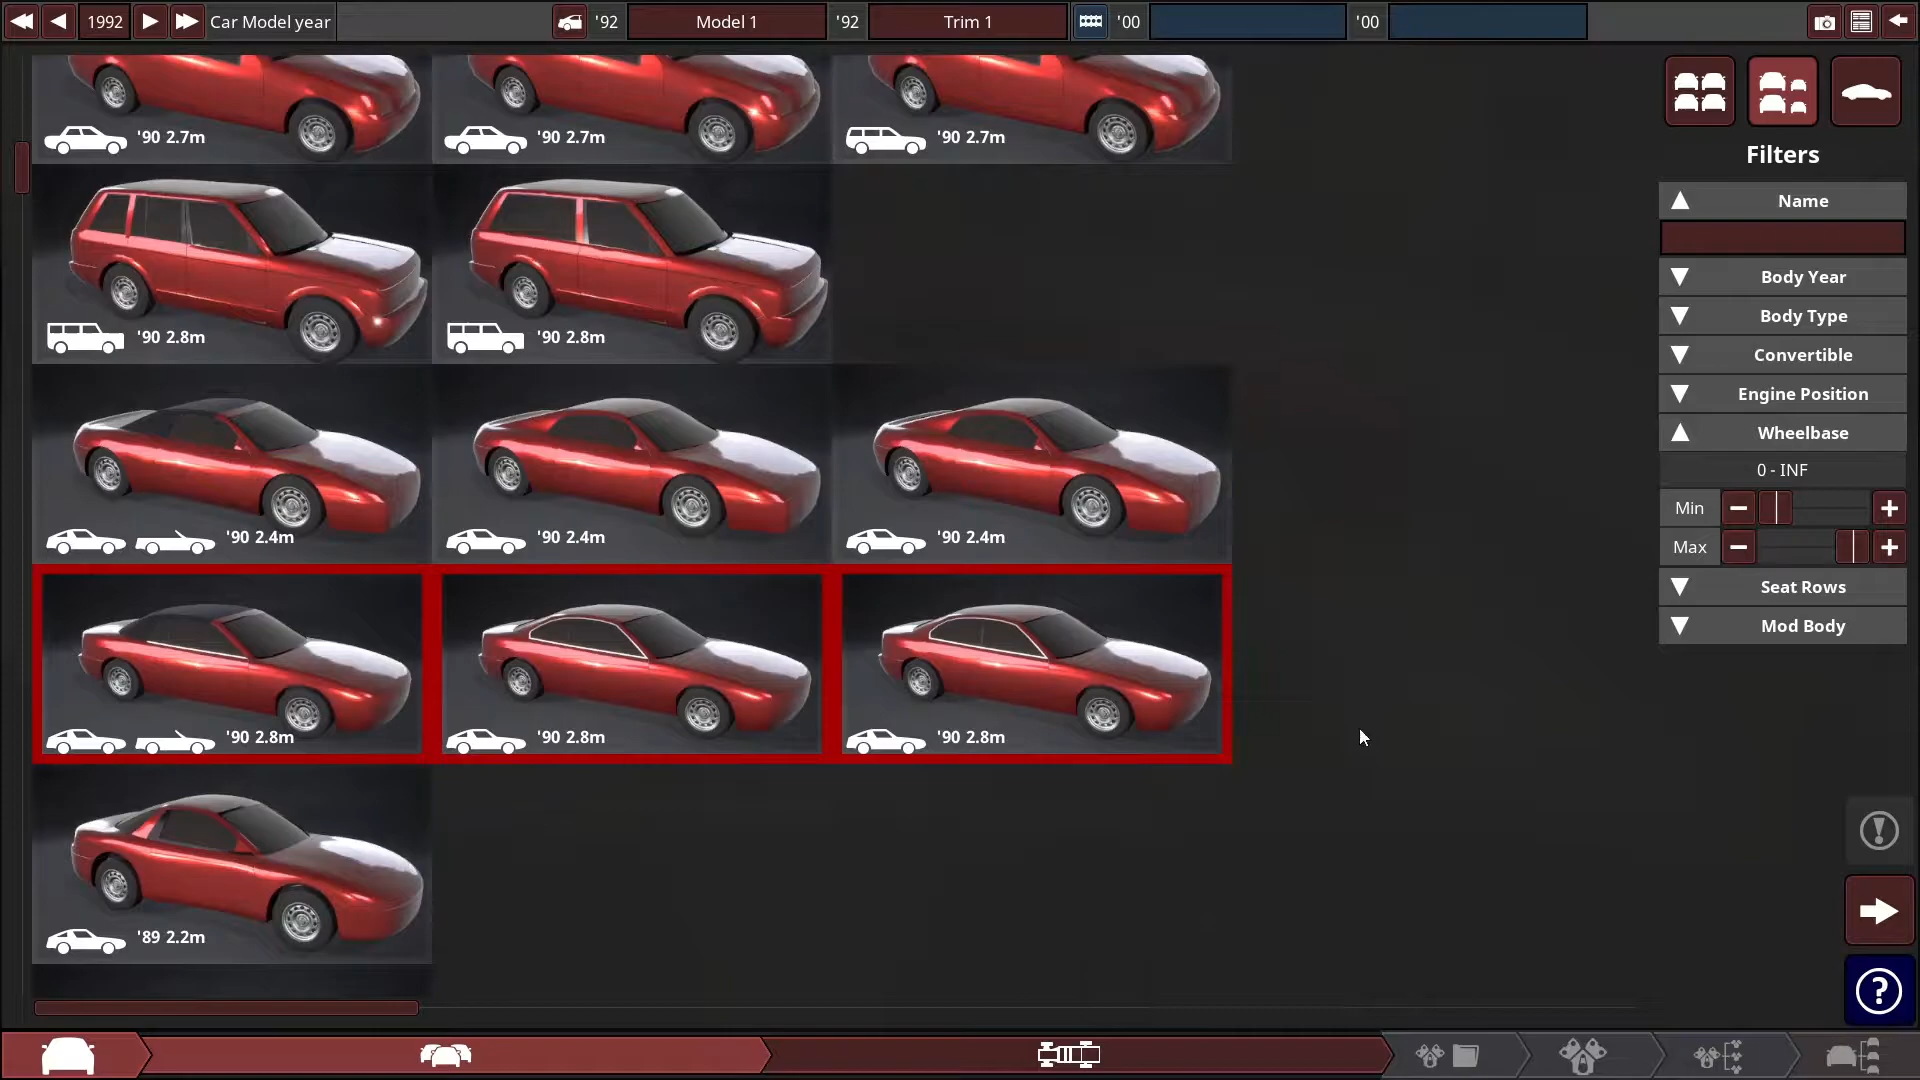 1992 Car Model year '92 Model 1 '92 Trim 1 '00 '00
'90 2.7m '90 2.7m '90 2.7m
'90 2.8m '90 2.8m
'90 2.4m '90 2.4m '90 2.4m
'90 2.8m '90 2.8m '90 2.8m
'89 2.2m
Filters
Name
Body Year
Body Type
Convertible
Engine Position
Wheelbase
0 - INF
Min
Max
Seat Rows
Mod Body
?